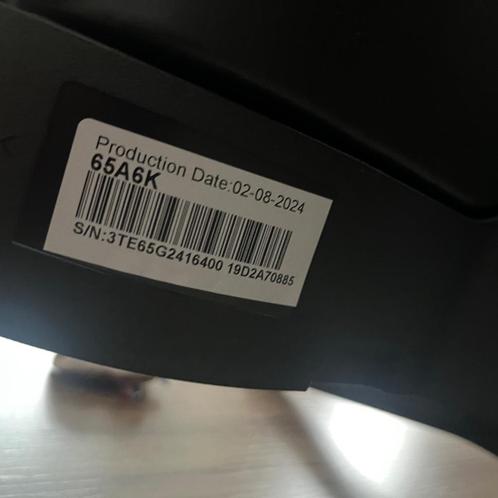 Production Date:02-08-2024
65A6K
S/N:3TE65G2416400 19D2A70885